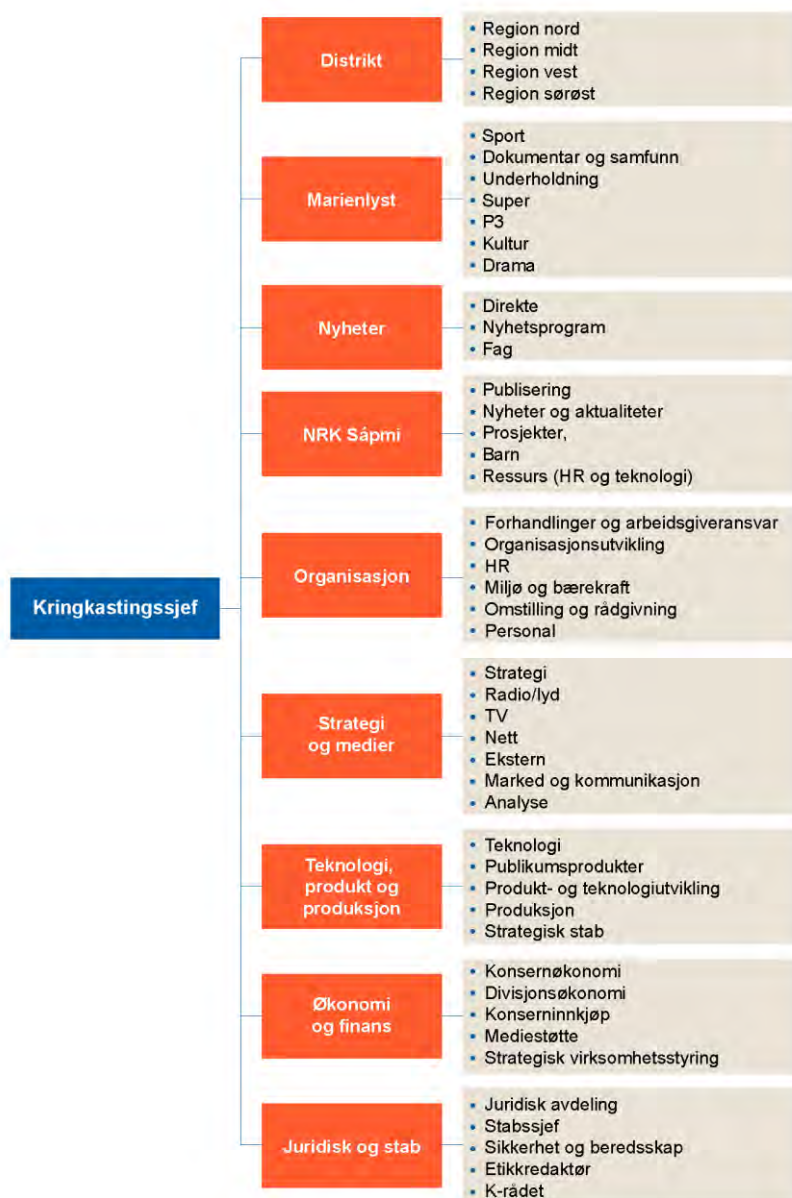 Kringkastingssjef
Distrikt
• Region nord
• Region midt
• Region vest
• Region sørøst
Marienlyst
• Sport
• Dokumentar og samfunn
• Underholdning
• Super
• P3
• Kultur
• Drama
Nyheter
• Direkte
• Nyhetsprogram
• Fag
NRK Sápmi
• Publisering
• Nyheter og aktualiteter
• Prosjekter,
• Barn
• Ressurs (HR og teknologi)
Organisasjon
• Forhandlinger og arbeidsgiveransvar
• Organisasjonsutvikling
• HR
• Miljø og bærekraft
• Omstilling og rådgivning
• Personal
Strategi
og medier
• Strategi
• Radio/lyd
• TV
• Nett
• Ekstern
• Marked og kommunikasjon
• Analyse
Teknologi,
produkt og
produksjon
• Teknologi
• Publikumsprodukter
• Produkt- og teknologiutvikling
• Produksjon
• Strategisk stab
Økonomi
og finans
• Konsernøkonomi
• Divisjonsøkonomi
• Konserninnkjøp
• Mediestøtte
• Strategisk virksomhetsstyring
Juridisk og stab
• Juridisk avdeling
• Stabssjef
• Sikkerhet og beredsskap
• Etikkredaktør
• K-rådet